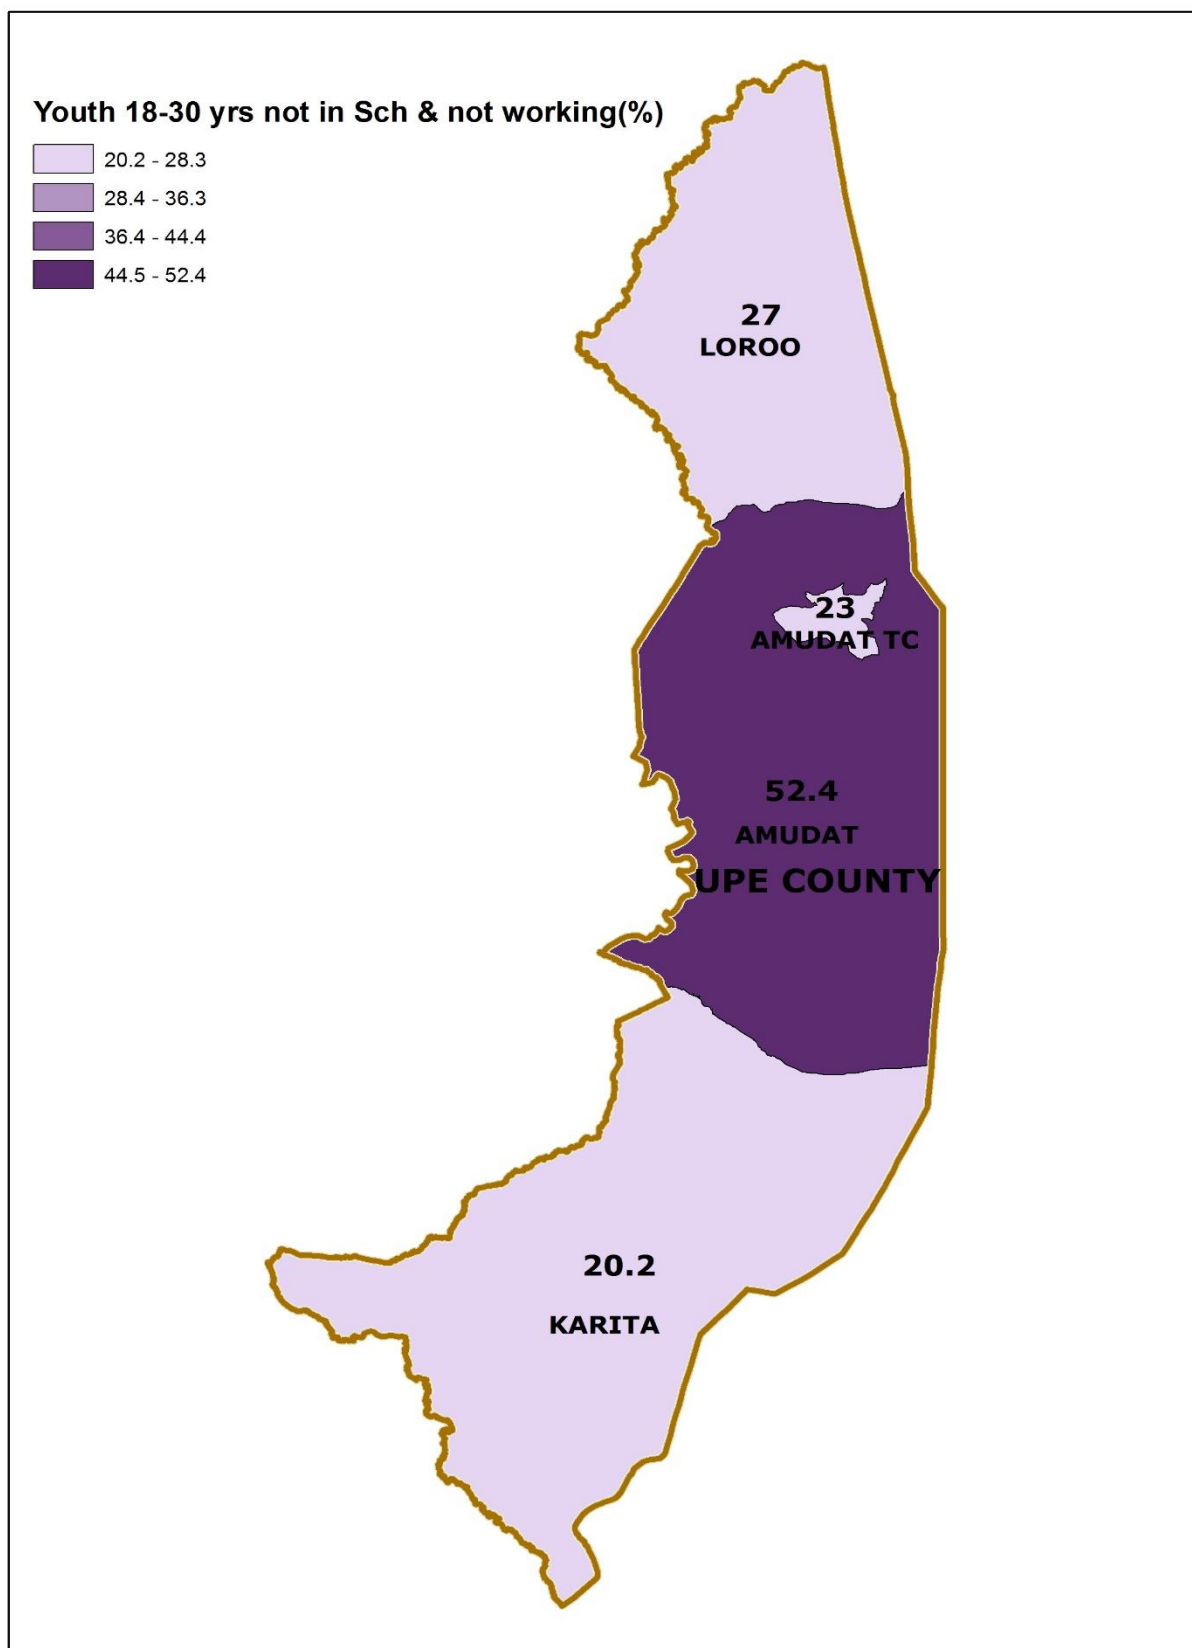 Youth 18-30 yrs not in Sch & not working(%)
20.2 - 28.3
28.4 - 36.3
36.4 - 44.4
44.5 - 52.4
27
LOROO
23
AMUDAT TC
52.4
AMUDAT
UPE COUNTY
20.2
KARITA